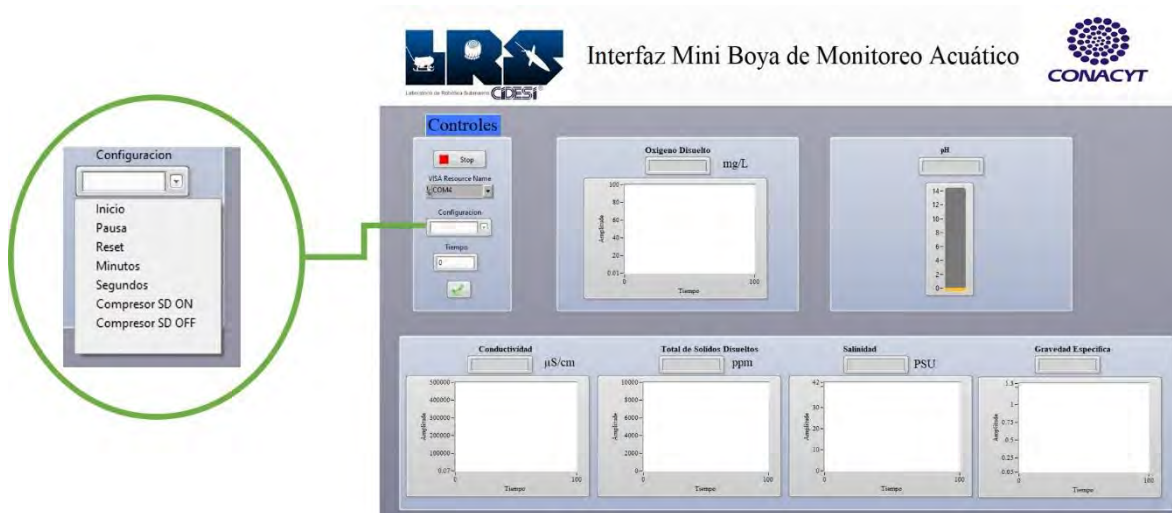 LRS
Laboratorio de Robótica Submarina
CIDESI
Interfaz Mini Boya de Monitoreo Acuático
CONACYT
Configuracion
Inicio
Pausa
Reset
Minutos
Segundos
Compresor SD ON
Compresor SD OFF
Controles
Stop
VISA Resource Name
COM4
Configuracion
Tiempo
0
Oxigeno Disuelto
mg/L
100
80
60
40
20
0.01
Amplitude
0
100
Tiempo
pH
14
12
10
8
6
4
2
0
Conductividad
µS/cm
500000
400000
300000
200000
100000
0.07
Amplitude
0
100
Tiempo
Total de Solidos Disueltos
ppm
10000
8000
6000
4000
2000
0
Amplitude
0
100
Tiempo
Salinidad
PSU
42
30
20
10
0
Amplitude
0
100
Tiempo
Gravedad Especifica
1.3
1
0.75
0.5
0.25
0.03
Amplitude
0
100
Tiempo